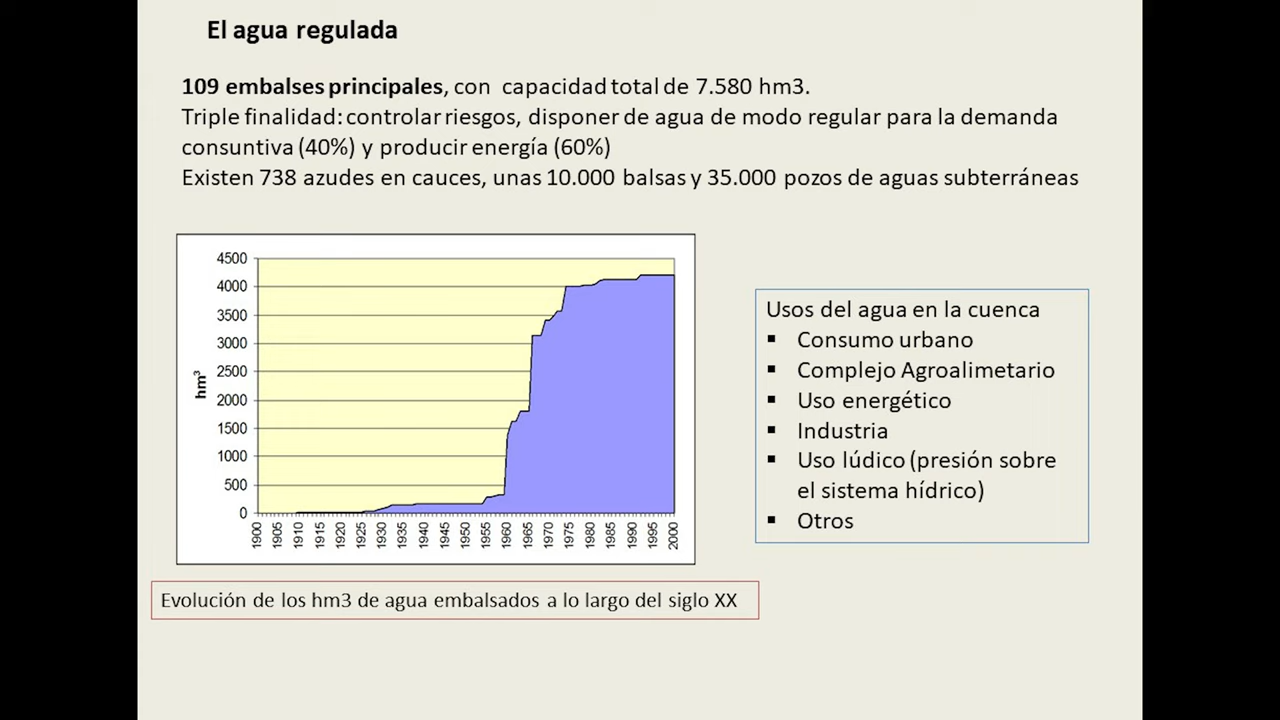 El agua regulada
109 embalses principales, con capacidad total de 7.580 hm3.
Triple finalidad: controlar riesgos, disponer de agua de modo regular para la demanda
consuntiva (40%) y producir energía (60%)
Existen 738 azudes en cauces, unas 10.000 balsas y 35.000 pozos de aguas subterráneas
4500
4000
3500
3000
2500
2000
1500
1000
500
0
hm³
1900
1905
1910
1915
1920
1925
1930
1935
1940
1945
1950
1955
1960
1965
1970
1975
1980
1985
1990
1995
2000
Usos del agua en la cuenca
▪ Consumo urbano
▪ Complejo Agroalimetario
▪ Uso energético
▪ Industria
▪ Uso lúdico (presión sobre
el sistema hídrico)
▪ Otros
Evolución de los hm3 de agua embalsados a lo largo del siglo XX